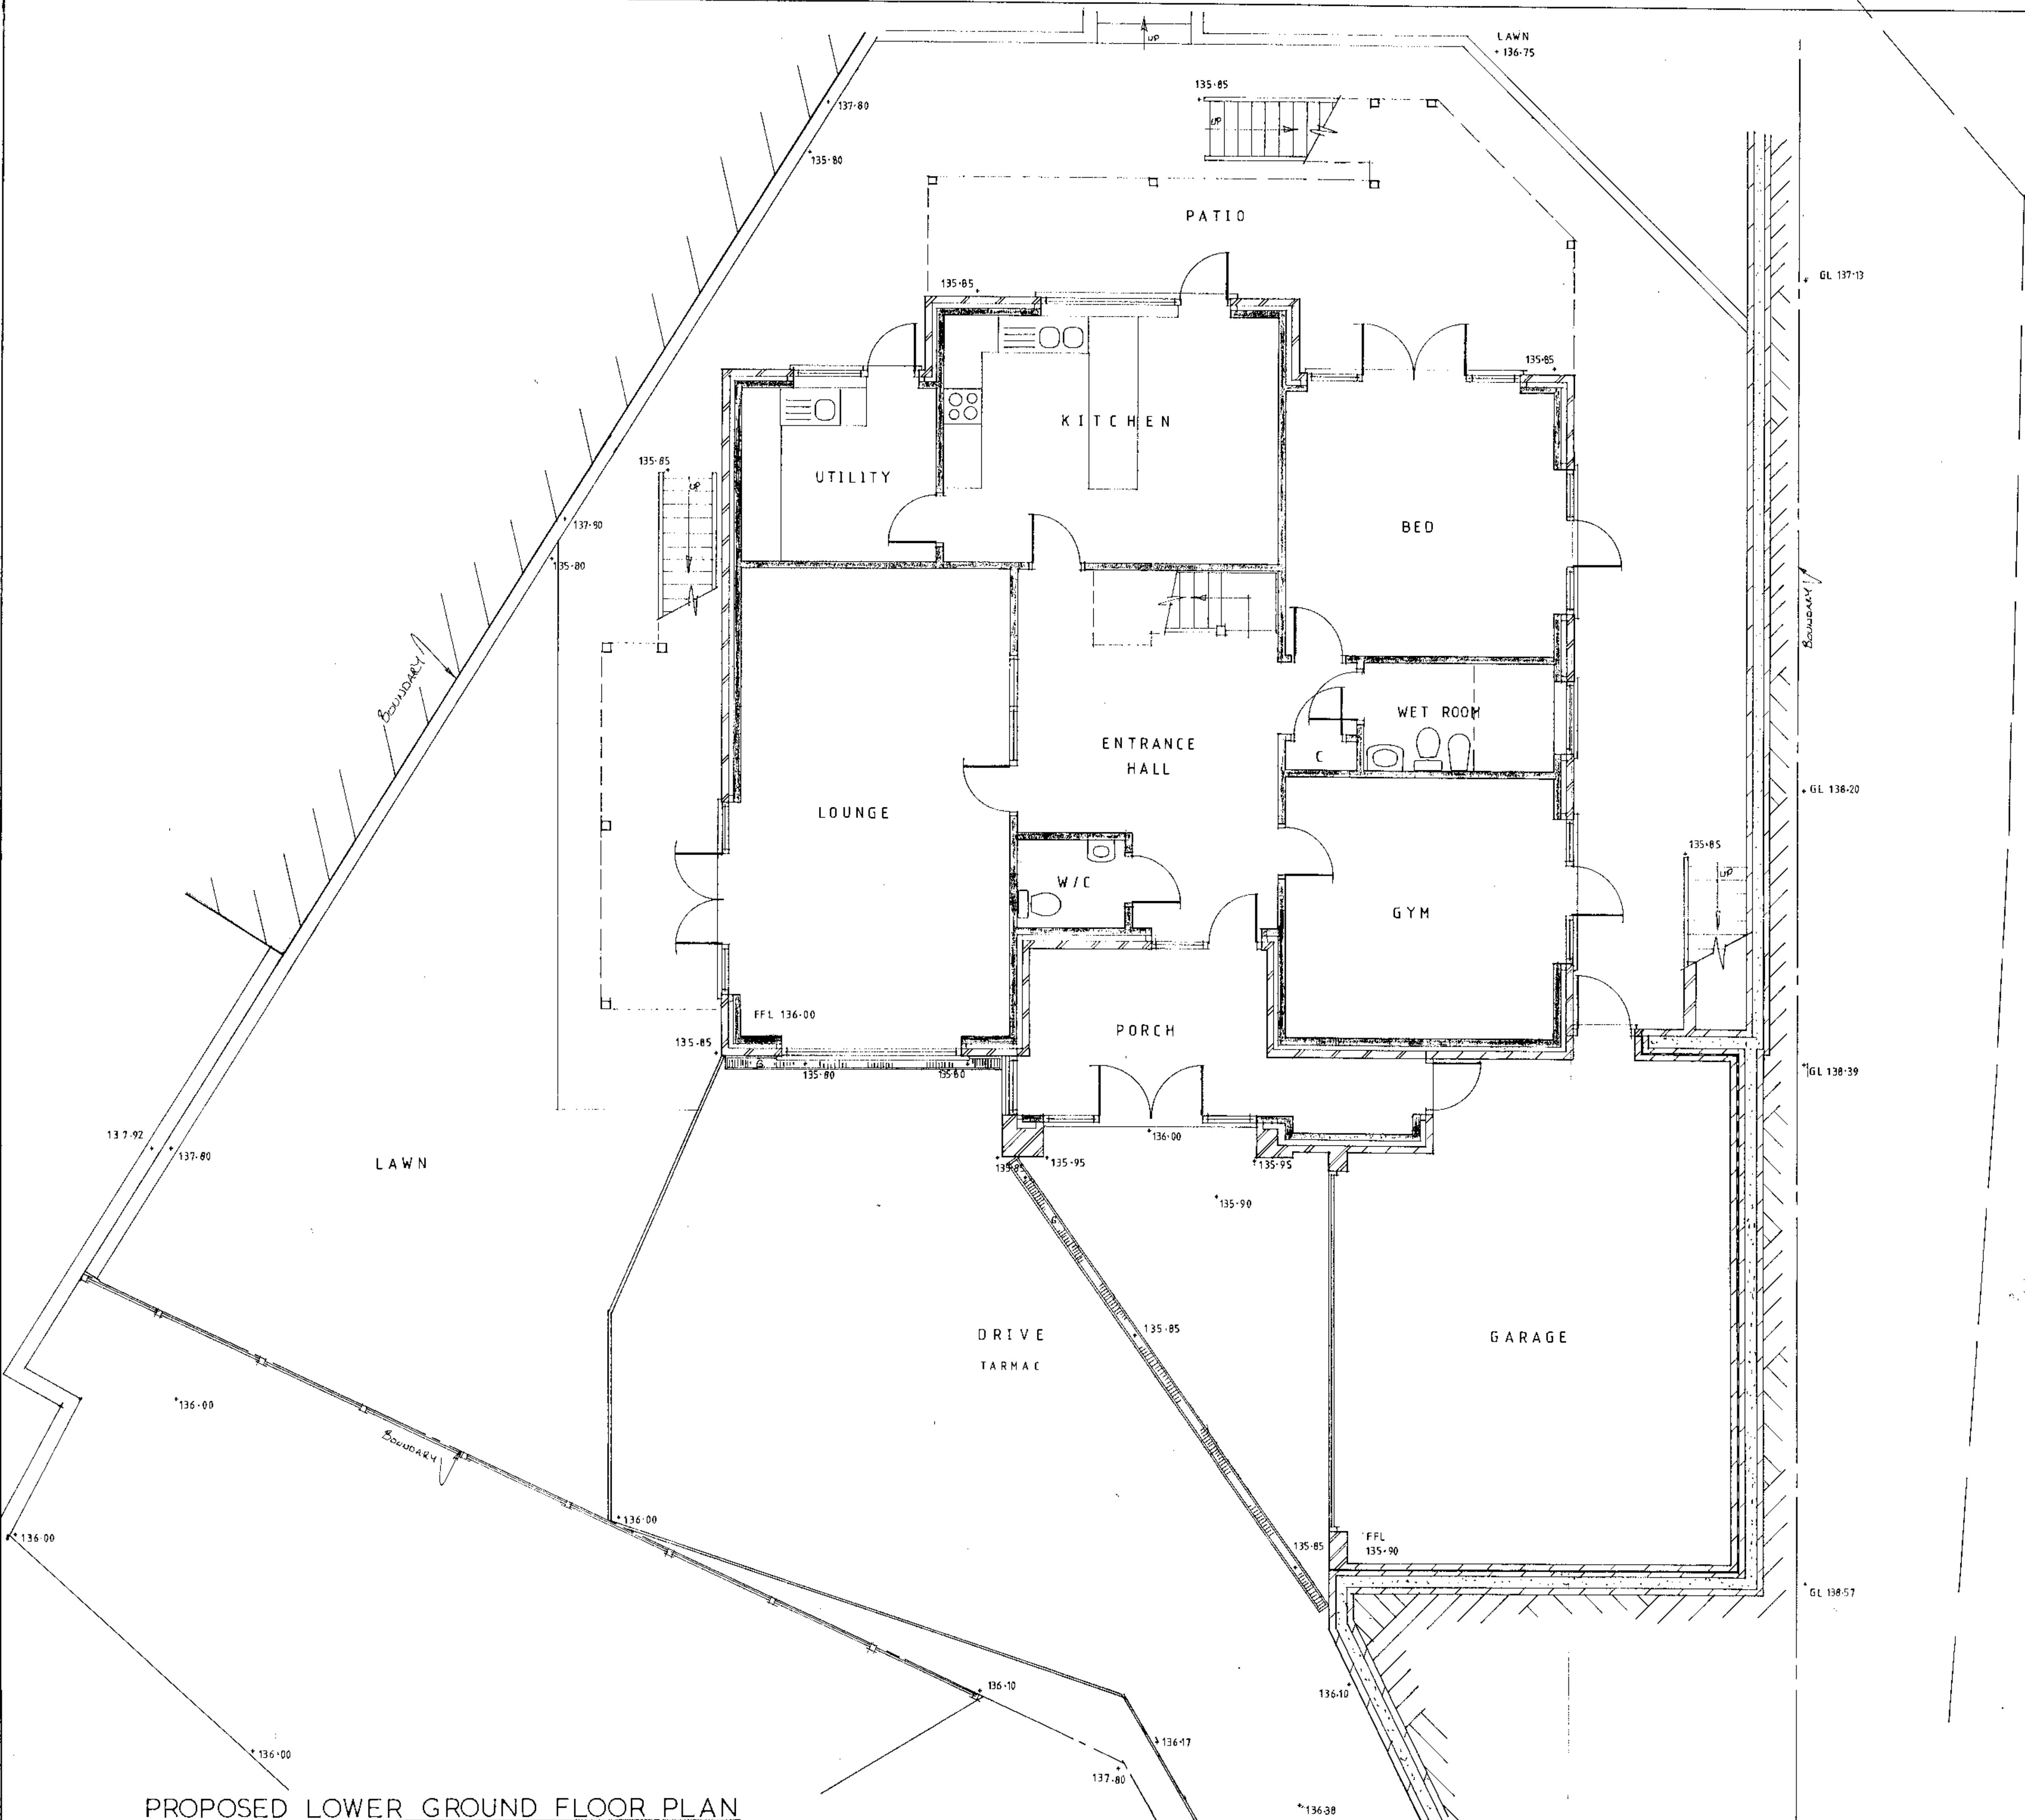 UP
LAWN
136·75
135·85
137·80
UP
135·80
PATIO
GL 137·13
135·85
135·85
KITCHEN
135·85
UTILITY
UP
BED
137·80
135·80
BOUNDARY
BOUNDARY
WET ROOM
ENTRANCE
HALL
C
GL 138·20
LOUNGE
135·85
UP
W/C
GYM
FFL 136·00
PORCH
135·85
G
135·80
135·80
GL 138·39
137·92
137·80
136·00
LAWN
135·85
135·95
135·95
135·90
G
DRIVE
TARMAC
135·85
GARAGE
136·00
BOUNDARY
136·00
136·00
FFL
135·90
135·85
GL 138·57
136·10
136·10
136·17
136·00
137·80
136·38
PROPOSED LOWER GROUND FLOOR PLAN